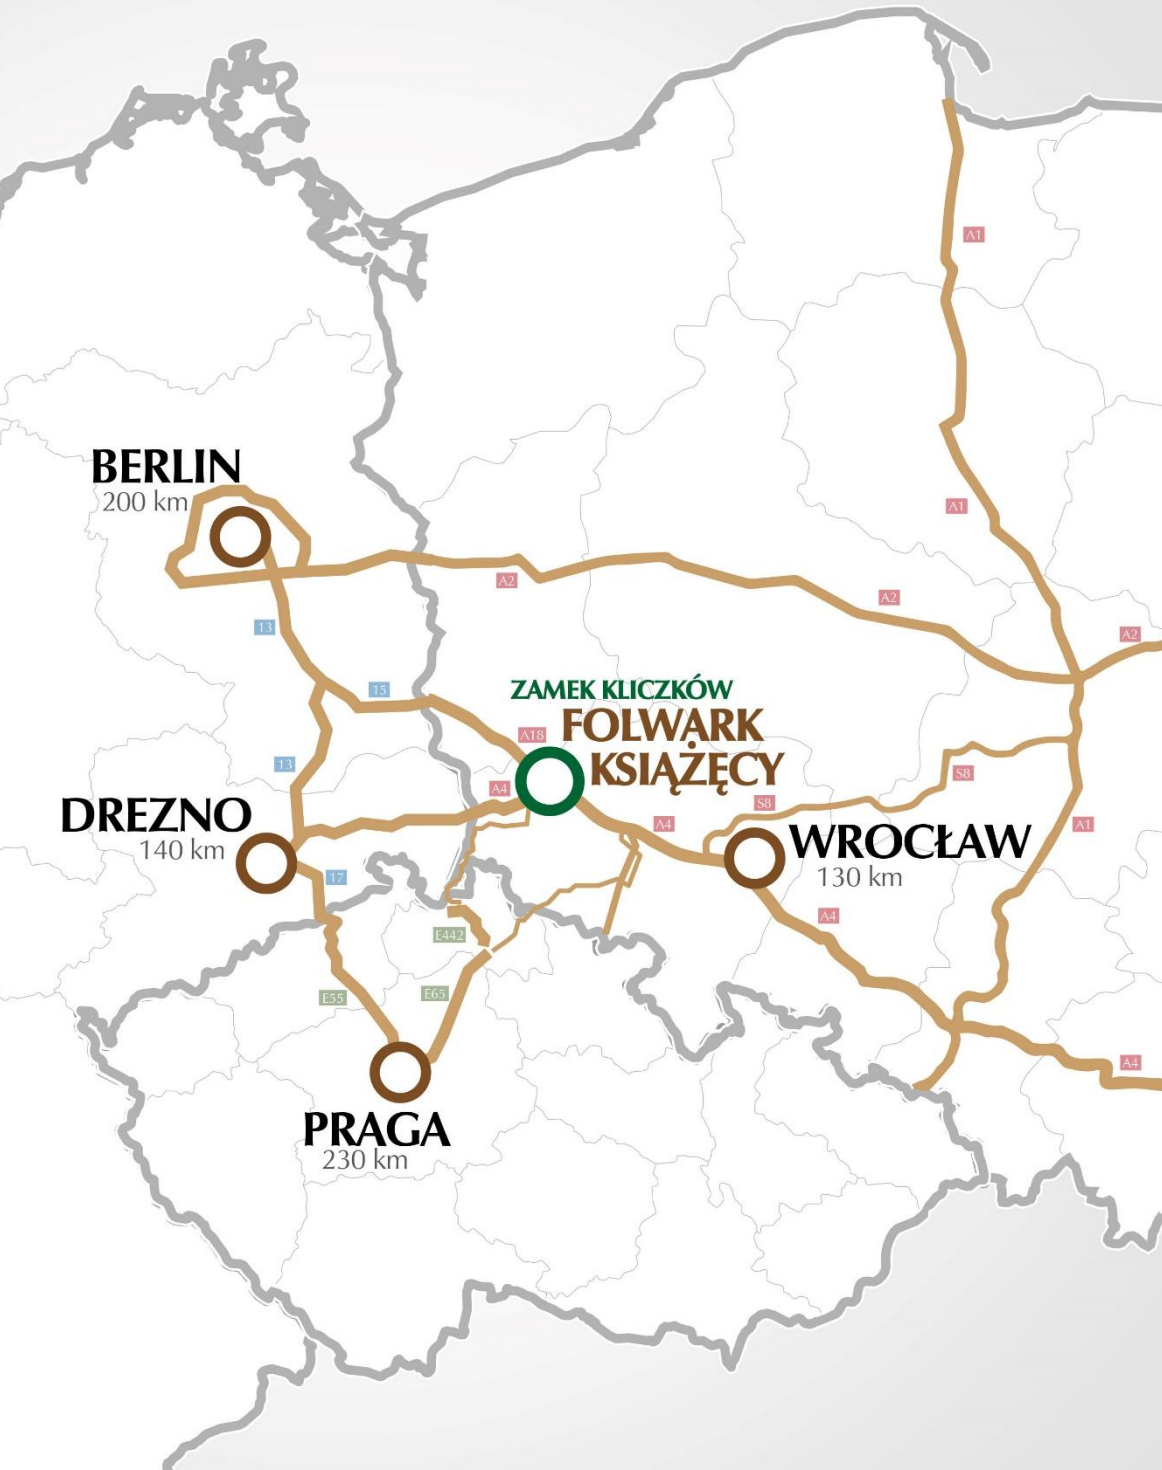 A1
BERLIN
200 km
A1
A2
A2
13
A2
15
ZAMEK KLICZKÓW
FOLWARK
KSIĄŻĘCY
A18
13
S8
A4
S8
DREZNO
140 km
A4
A1
WROCŁAW
130 km
17
A4
E442
E55
E65
A4
PRAGA
230 km